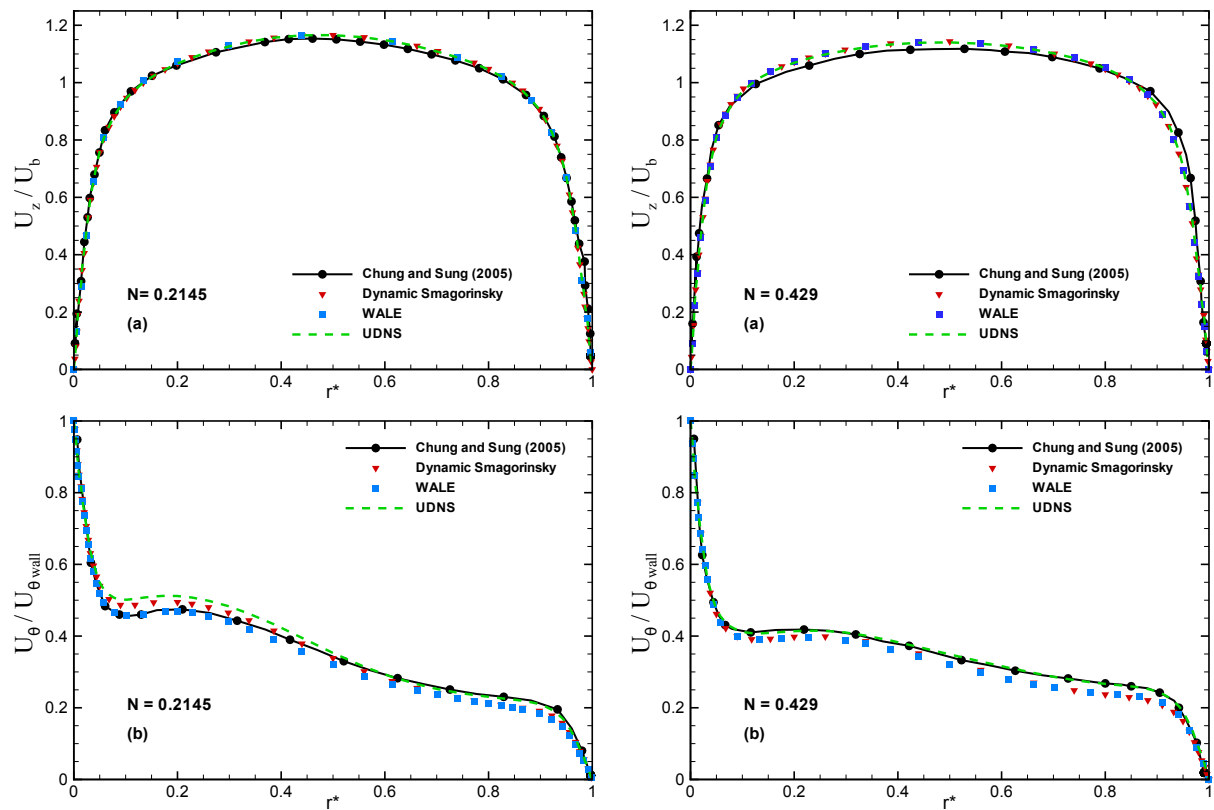 U_z / U_b
1.2
1
0.8
0.6
0.4
0.2
0
Chung and Sung (2005)
Dynamic Smagorinsky
WALE
UDNS
N= 0.2145
(a)
0 0.2 0.4 0.6 0.8 1
r*
U_z / U_b
1.2
1
0.8
0.6
0.4
0.2
0
Chung and Sung (2005)
Dynamic Smagorinsky
WALE
UDNS
N = 0.429
(a)
0 0.2 0.4 0.6 0.8 1
r*
U_θ / U_θ wall
1
0.8
0.6
0.4
0.2
0
Chung and Sung (2005)
Dynamic Smagorinsky
WALE
UDNS
N = 0.2145
(b)
0 0.2 0.4 0.6 0.8 1
r*
U_θ / U_θ wall
1
0.8
0.6
0.4
0.2
0
Chung and Sung (2005)
Dynamic Smagorinsky
WALE
UDNS
N = 0.429
(b)
0 0.2 0.4 0.6 0.8 1
r*